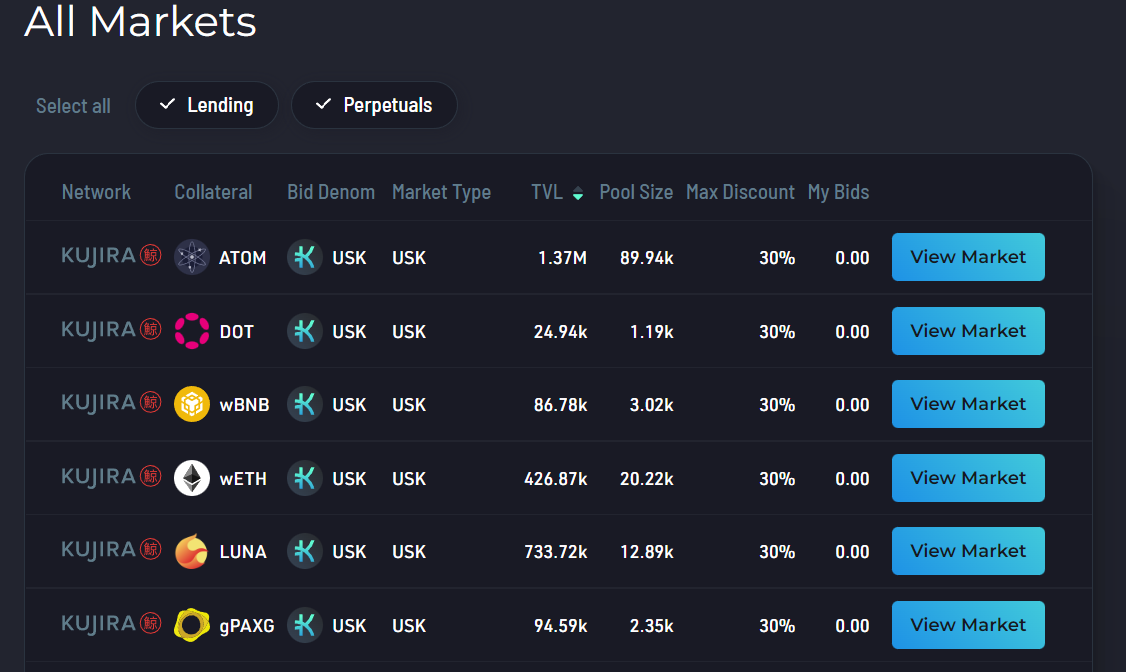 All Markets
Select all Lending Perpetuals
Network Collateral Bid Denom Market Type TVL Pool Size Max Discount My Bids
KUJIRA 鯨 ATOM USK USK 1.37M 89.94k 30% 0.00 View Market
KUJIRA 鯨 DOT USK USK 24.94k 1.19k 30% 0.00 View Market
KUJIRA 鯨 wBNB USK USK 86.78k 3.02k 30% 0.00 View Market
KUJIRA 鯨 wETH USK USK 426.87k 20.22k 30% 0.00 View Market
KUJIRA 鯨 LUNA USK USK 733.72k 12.89k 30% 0.00 View Market
KUJIRA 鯨 gPAXG USK USK 94.59k 2.35k 30% 0.00 View Market